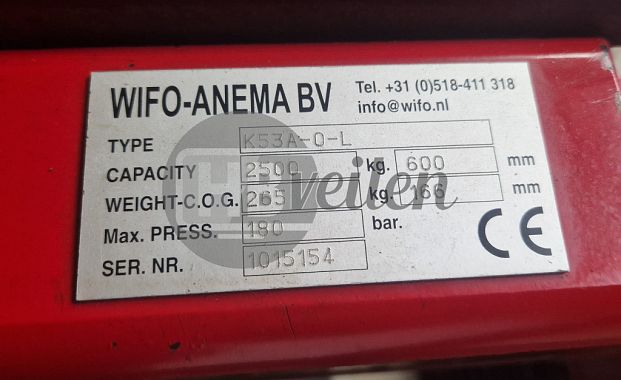 WIFO-ANEMA BV
Tel. +31 (0)518-411 318
info@wifo.nl
TYPE K53A-0-L
CAPACITY 2500 kg. 600 mm
WEIGHT-C.O.G. 265 kg. 166 mm
Max. PRESS. 180 bar.
SER. NR. 1015154
CE
veilen